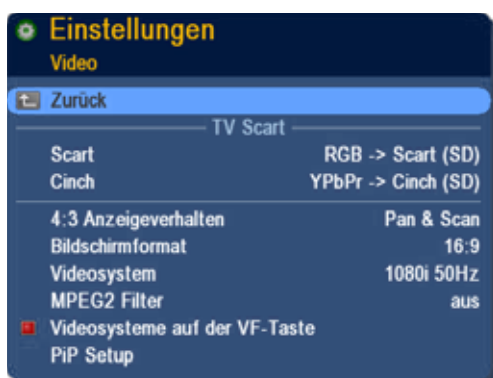 Einstellungen
Video
Zurück
TV Scart
Scart RGB -> Scart (SD)
Cinch YPbPr -> Cinch (SD)
4:3 Anzeigeverhalten Pan & Scan
Bildschirmformat 16:9
Videosystem 1080i 50Hz
MPEG2 Filter aus
Videosysteme auf der VF-Taste
PiP Setup